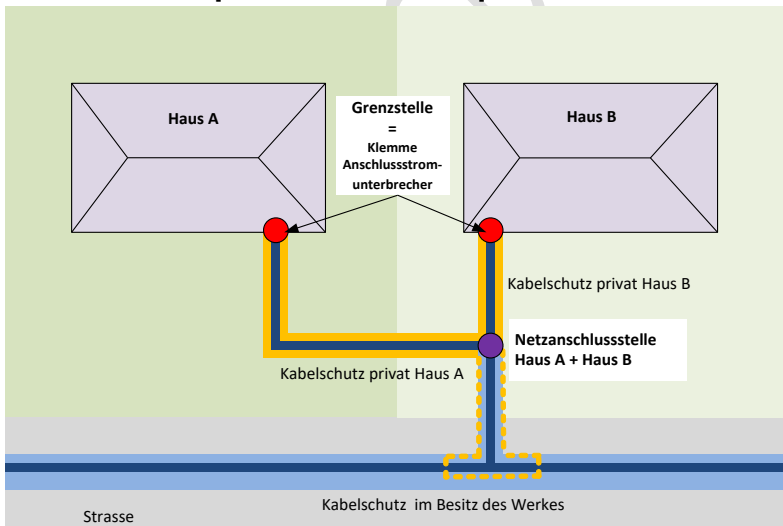 Haus A
Grenzstelle
=
Klemme
Anschlussstrom-
unterbrecher
Haus B
Kabelschutz privat Haus B
Netzanschlussstelle
Haus A + Haus B
Kabelschutz privat Haus A
Kabelschutz im Besitz des Werkes
Strasse